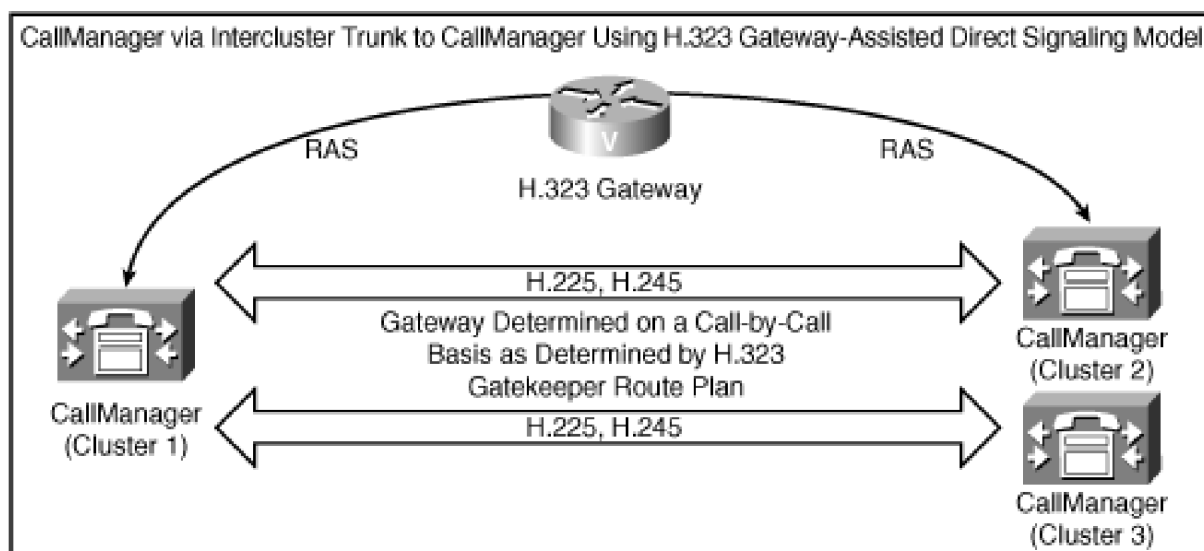 CallManager via Intercluster Trunk to CallManager Using H.323 Gateway-Assisted Direct Signaling Model
RAS
RAS
V
H.323 Gateway
H.225, H.245
Gateway Determined on a Call-by-Call
Basis as Determined by H.323
Gatekeeper Route Plan
H.225, H.245
CallManager
(Cluster 1)
CallManager
(Cluster 2)
CallManager
(Cluster 3)